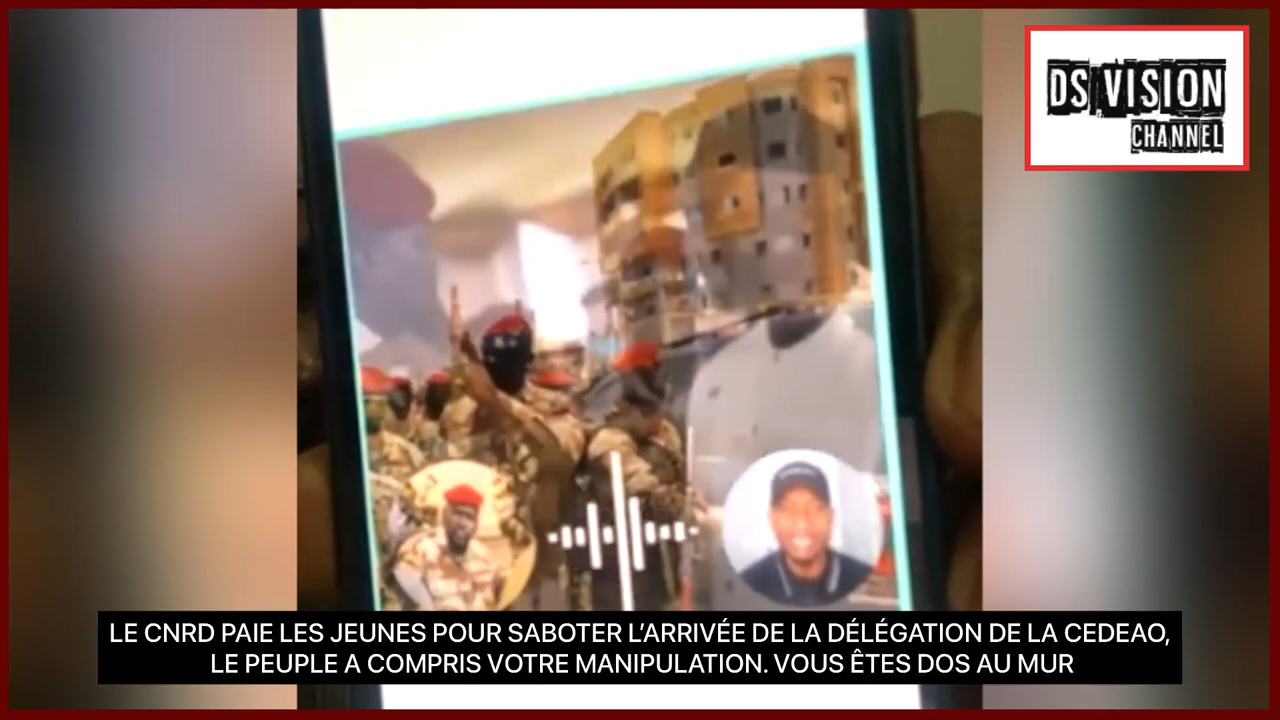 DS VISION
CHANNEL
LE CNRD PAIE LES JEUNES POUR SABOTER L’ARRIVÉE DE LA DÉLÉGATION DE LA CEDEAO,
LE PEUPLE A COMPRIS VOTRE MANIPULATION. VOUS ÊTES DOS AU MUR